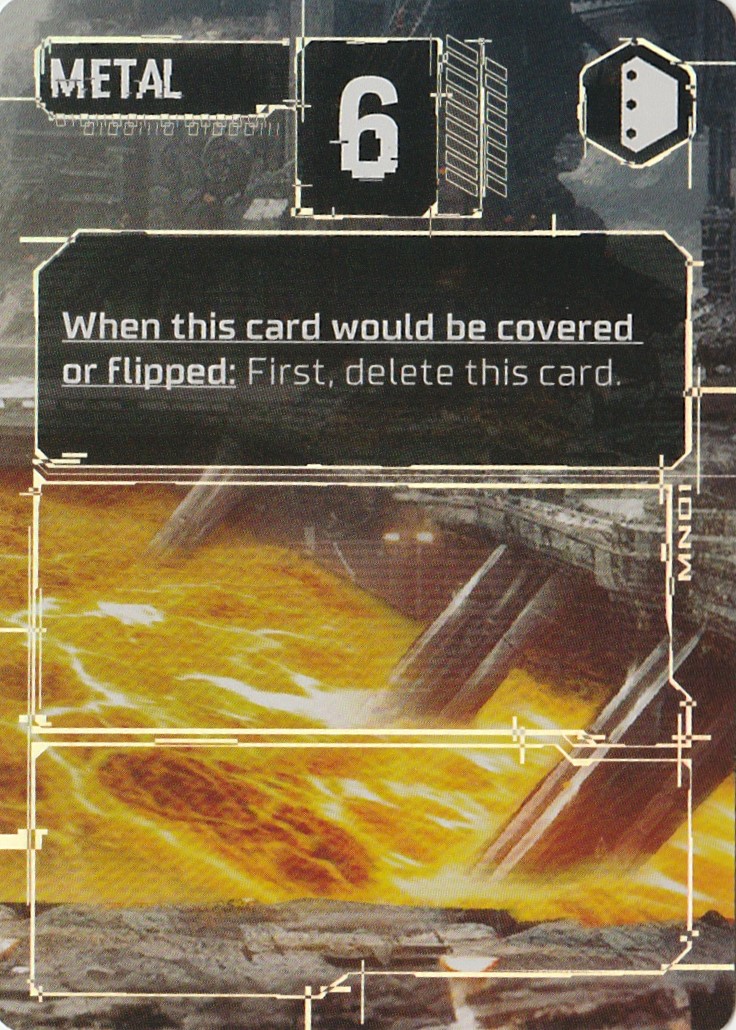 METAL
6
When this card would be covered
or flipped: First, delete this card.
MN01